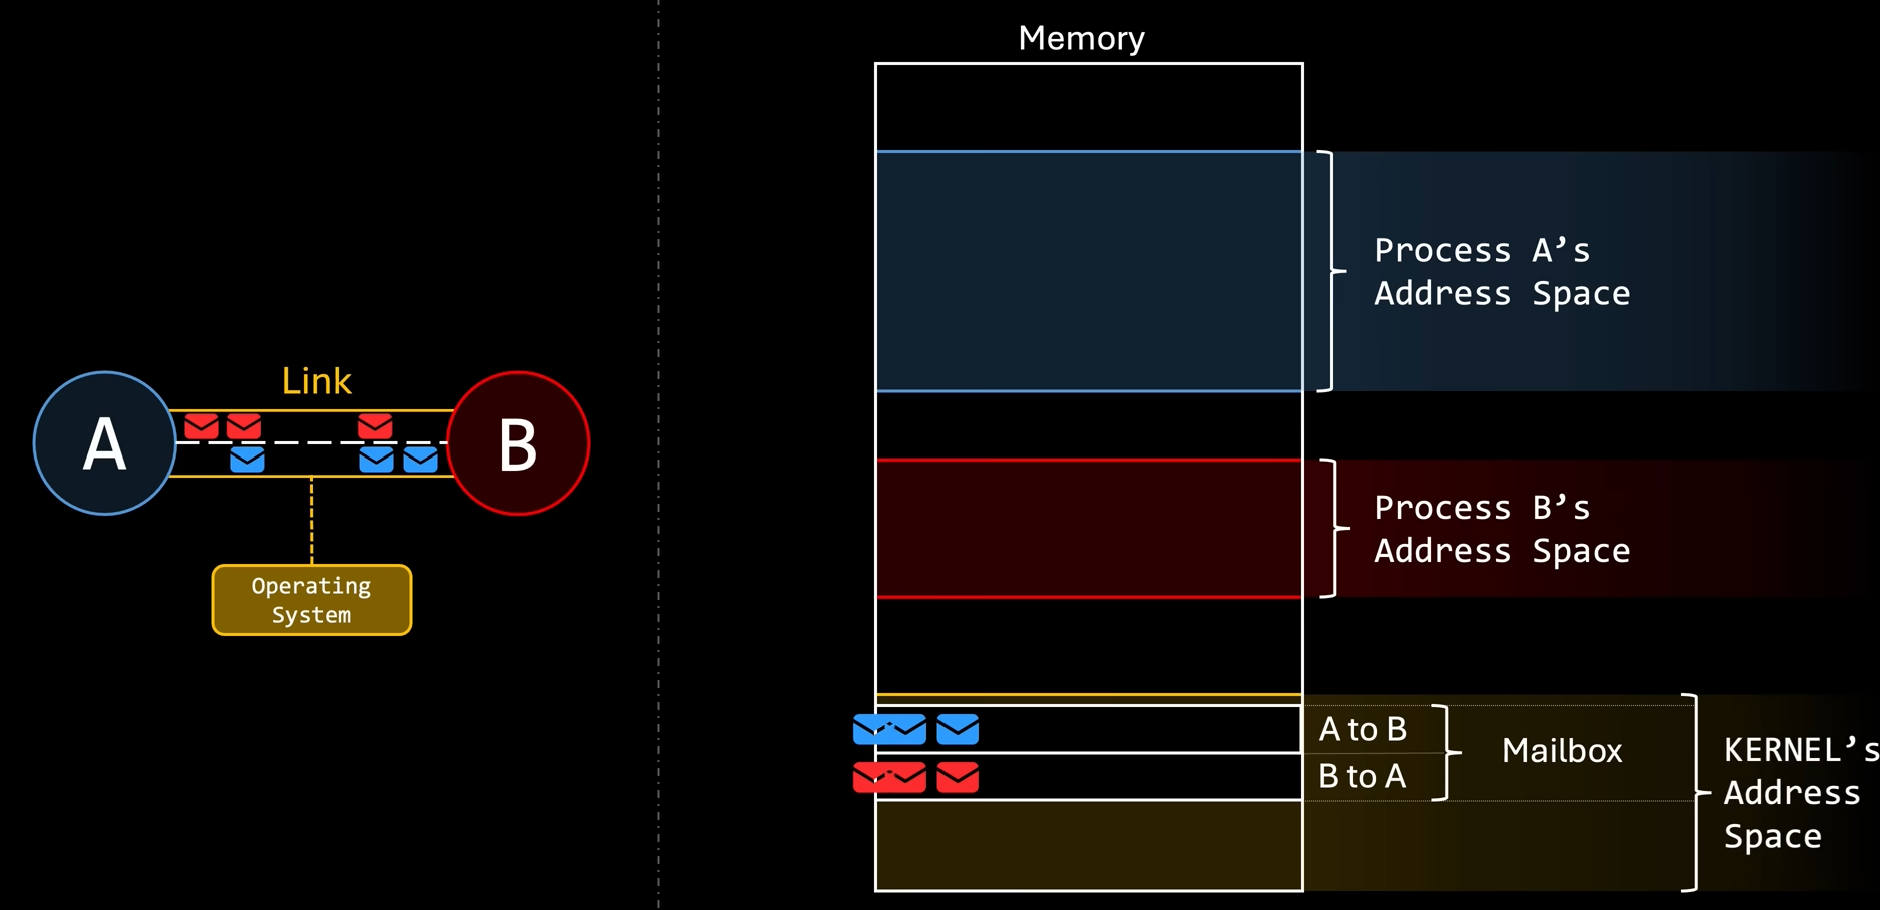 Memory
Process A’s
Address Space
Link
A
B
Process B’s
Address Space
Operating
System
A to B
B to A
Mailbox
KERNEL’s
Address
Space